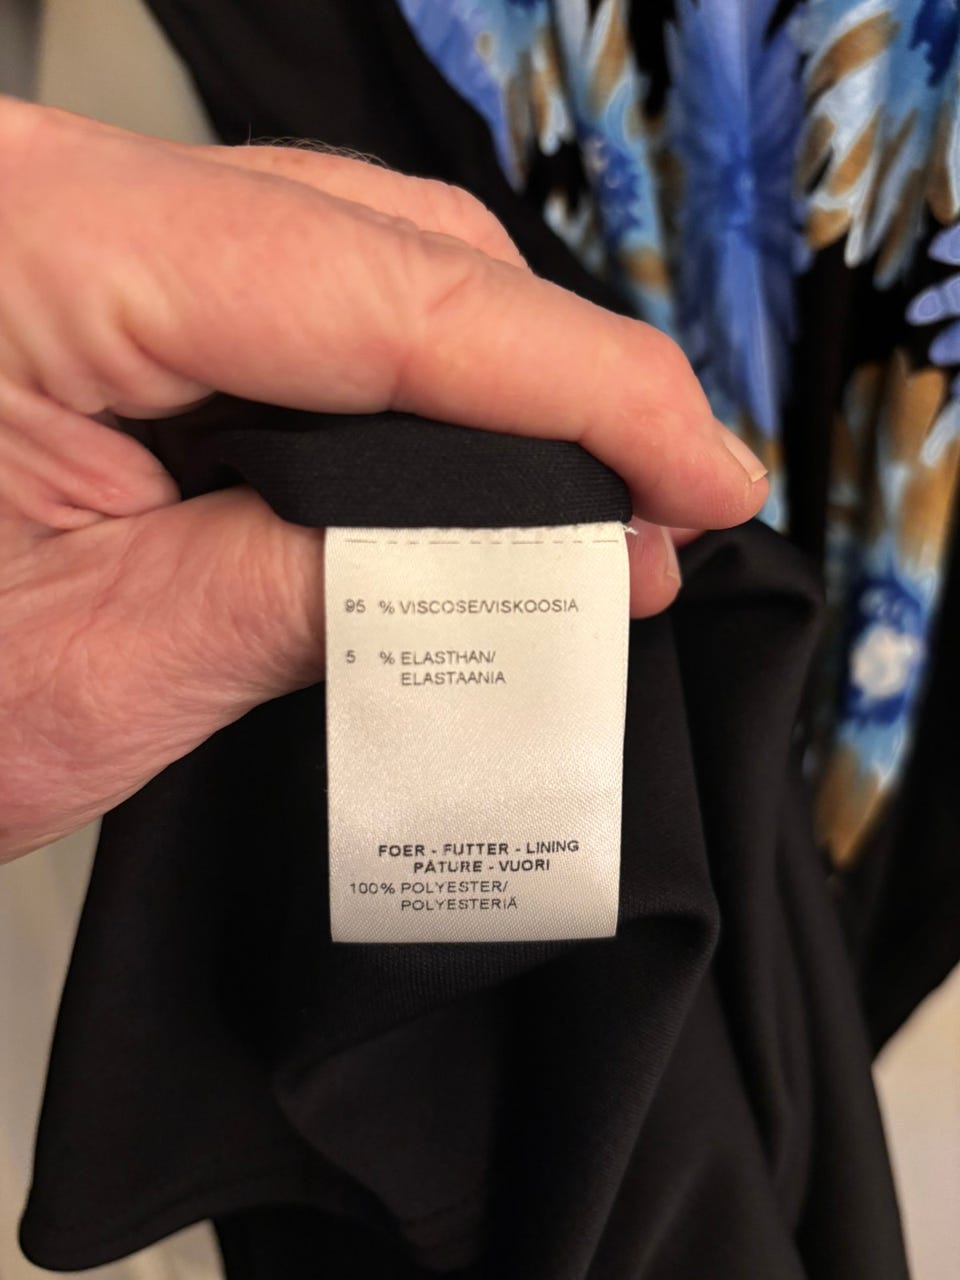 95 % VISCOSE/VISKOOSIA
5 % ELASTHAN/
ELASTAANIA
FOER - FUTTER - LINING
PÂTURE - VUORI
100% POLYESTER/
POLYESTERIÄ